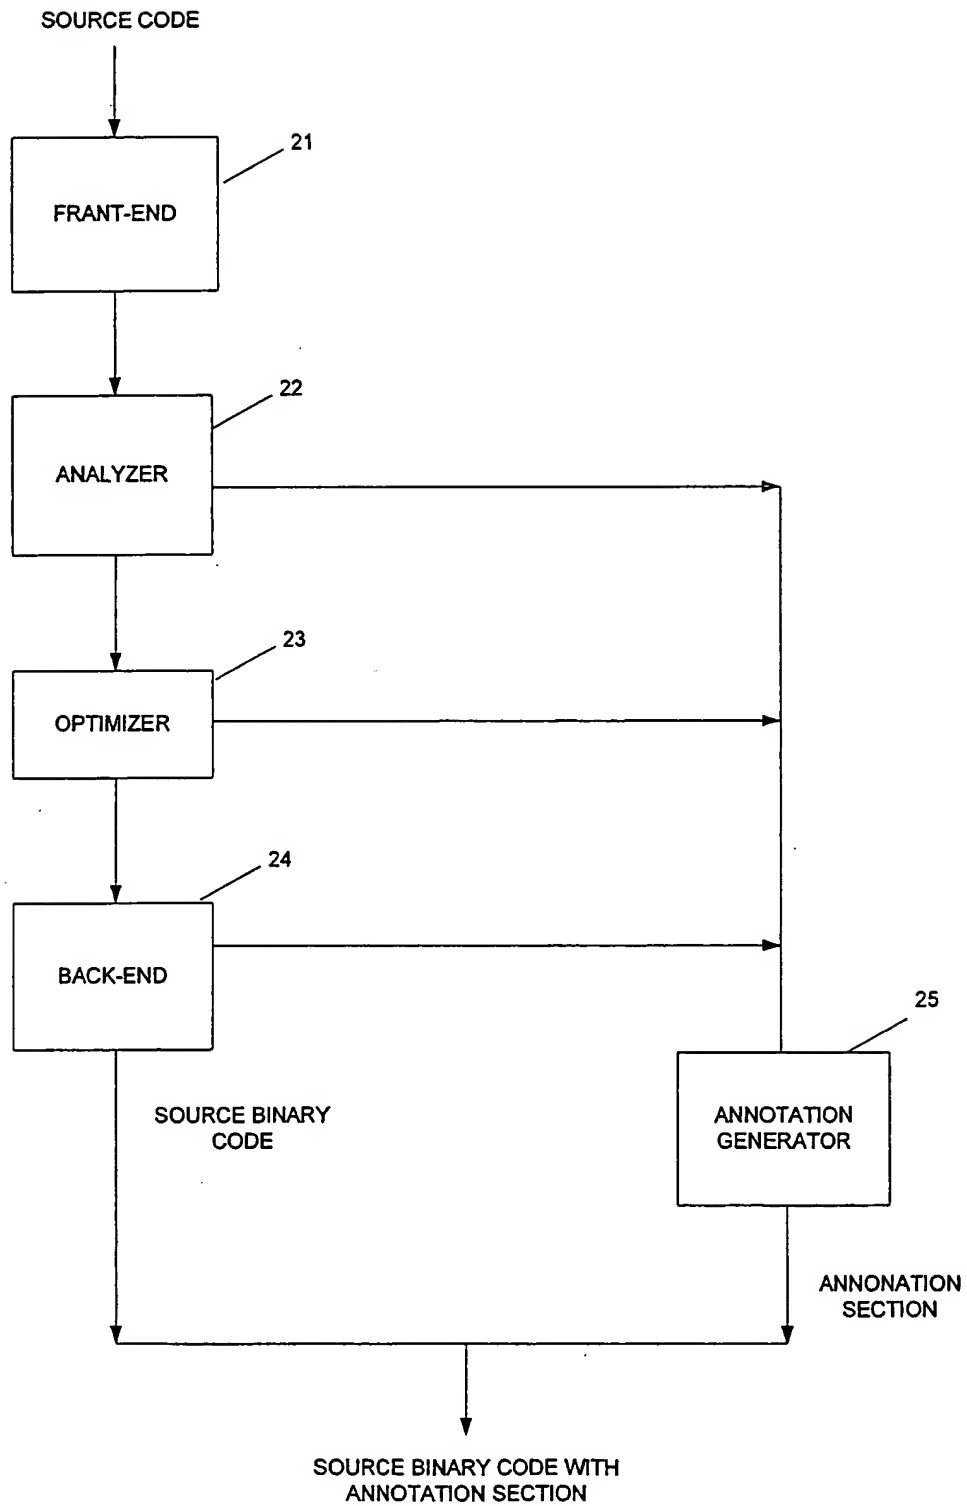 SOURCE CODE
21
FRANT-END
22
ANALYZER
23
OPTIMIZER
24
BACK-END
25
SOURCE BINARY
CODE
ANNOTATION
GENERATOR
ANNONATION
SECTION
SOURCE BINARY CODE WITH
ANNOTATION SECTION